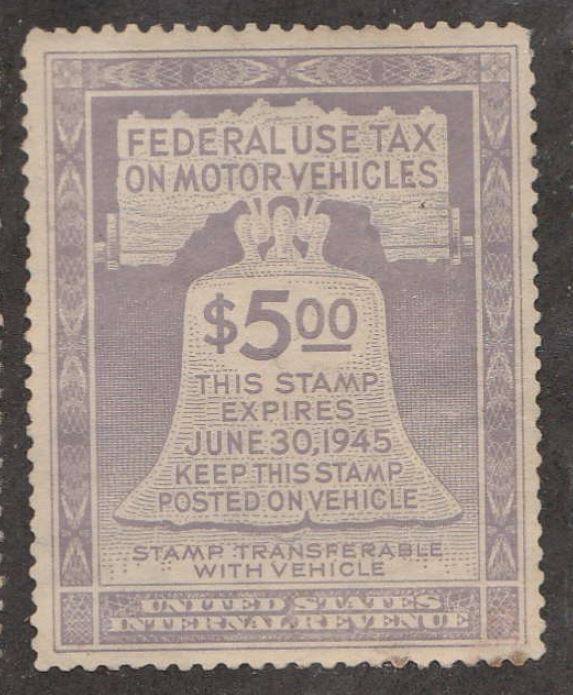 FEDERAL USE TAX
ON MOTOR VEHICLES
$5.00
THIS STAMP
EXPIRES
JUNE 30, 1945
KEEP THIS STAMP
POSTED ON VEHICLE
STAMP TRANSFERABLE
WITH VEHICLE
UNITED STATES
INTERNAL REVENUE